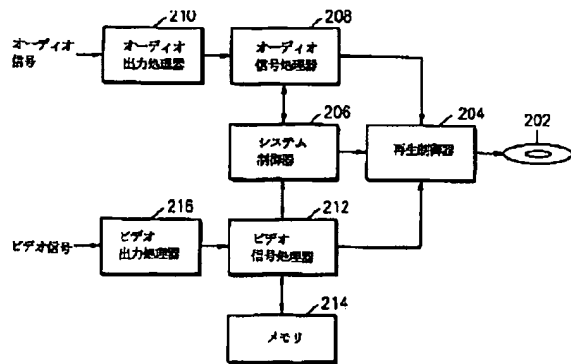 210
208
オーディオ
信号
オーディオ
出力処理器
オーディオ
信号処理器
206
204
202
システム
制御器
再生制御器
216
212
ビデオ信号
ビデオ
出力処理器
ビデオ
信号処理器
214
メモリ